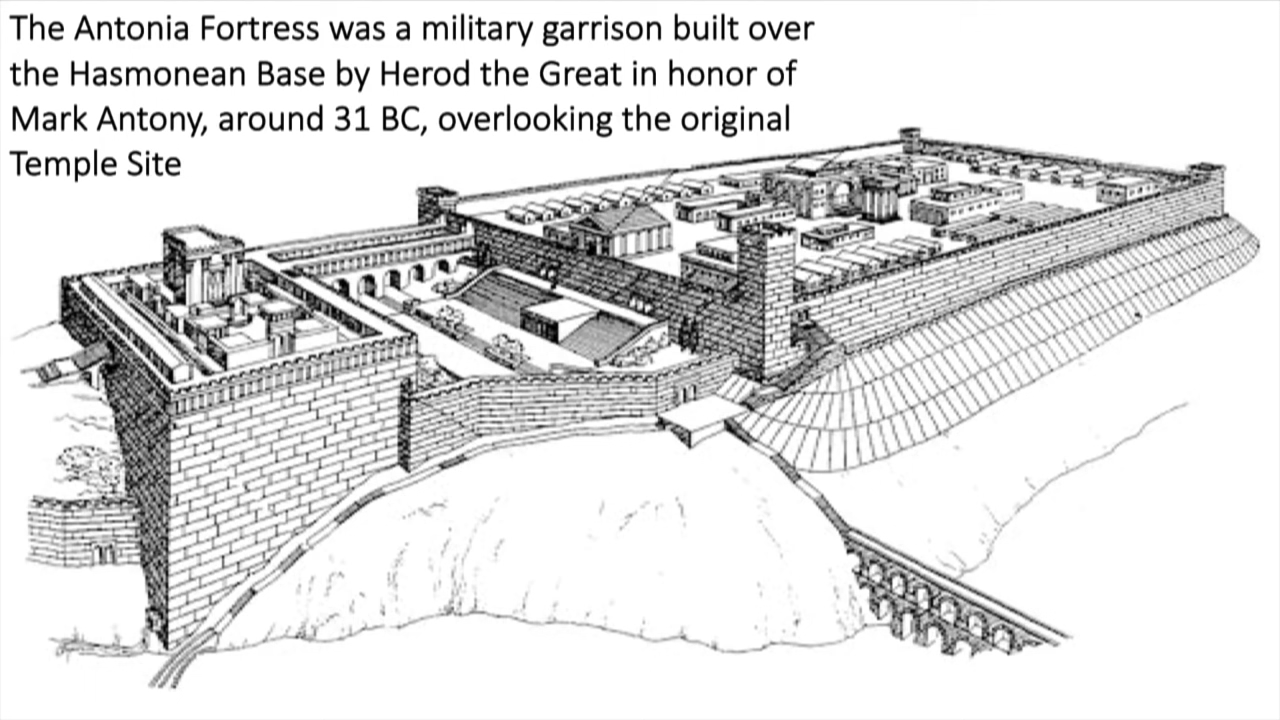 The Antonia Fortress was a military garrison built over
the Hasmonean Base by Herod the Great in honor of
Mark Antony, around 31 BC, overlooking the original
Temple Site